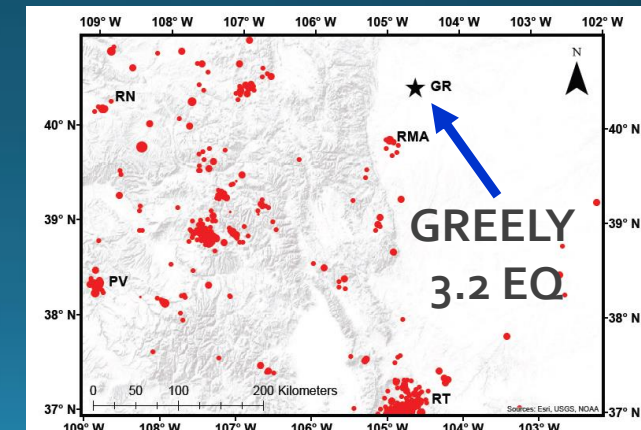 109° W 108° W 107° W 106° W 105° W 104° W 103° W 102° W
N
GR
RN
RMA
40° N
40° N
GREELY
3.2 EQ
39° N
39° N
PV
38° N
38° N
0 50 100 200 Kilometers
RT
Sources: Esri, USGS, NOAA
37° N
37° N
109° W 108° W 107° W 106° W 105° W 104° W 103° W